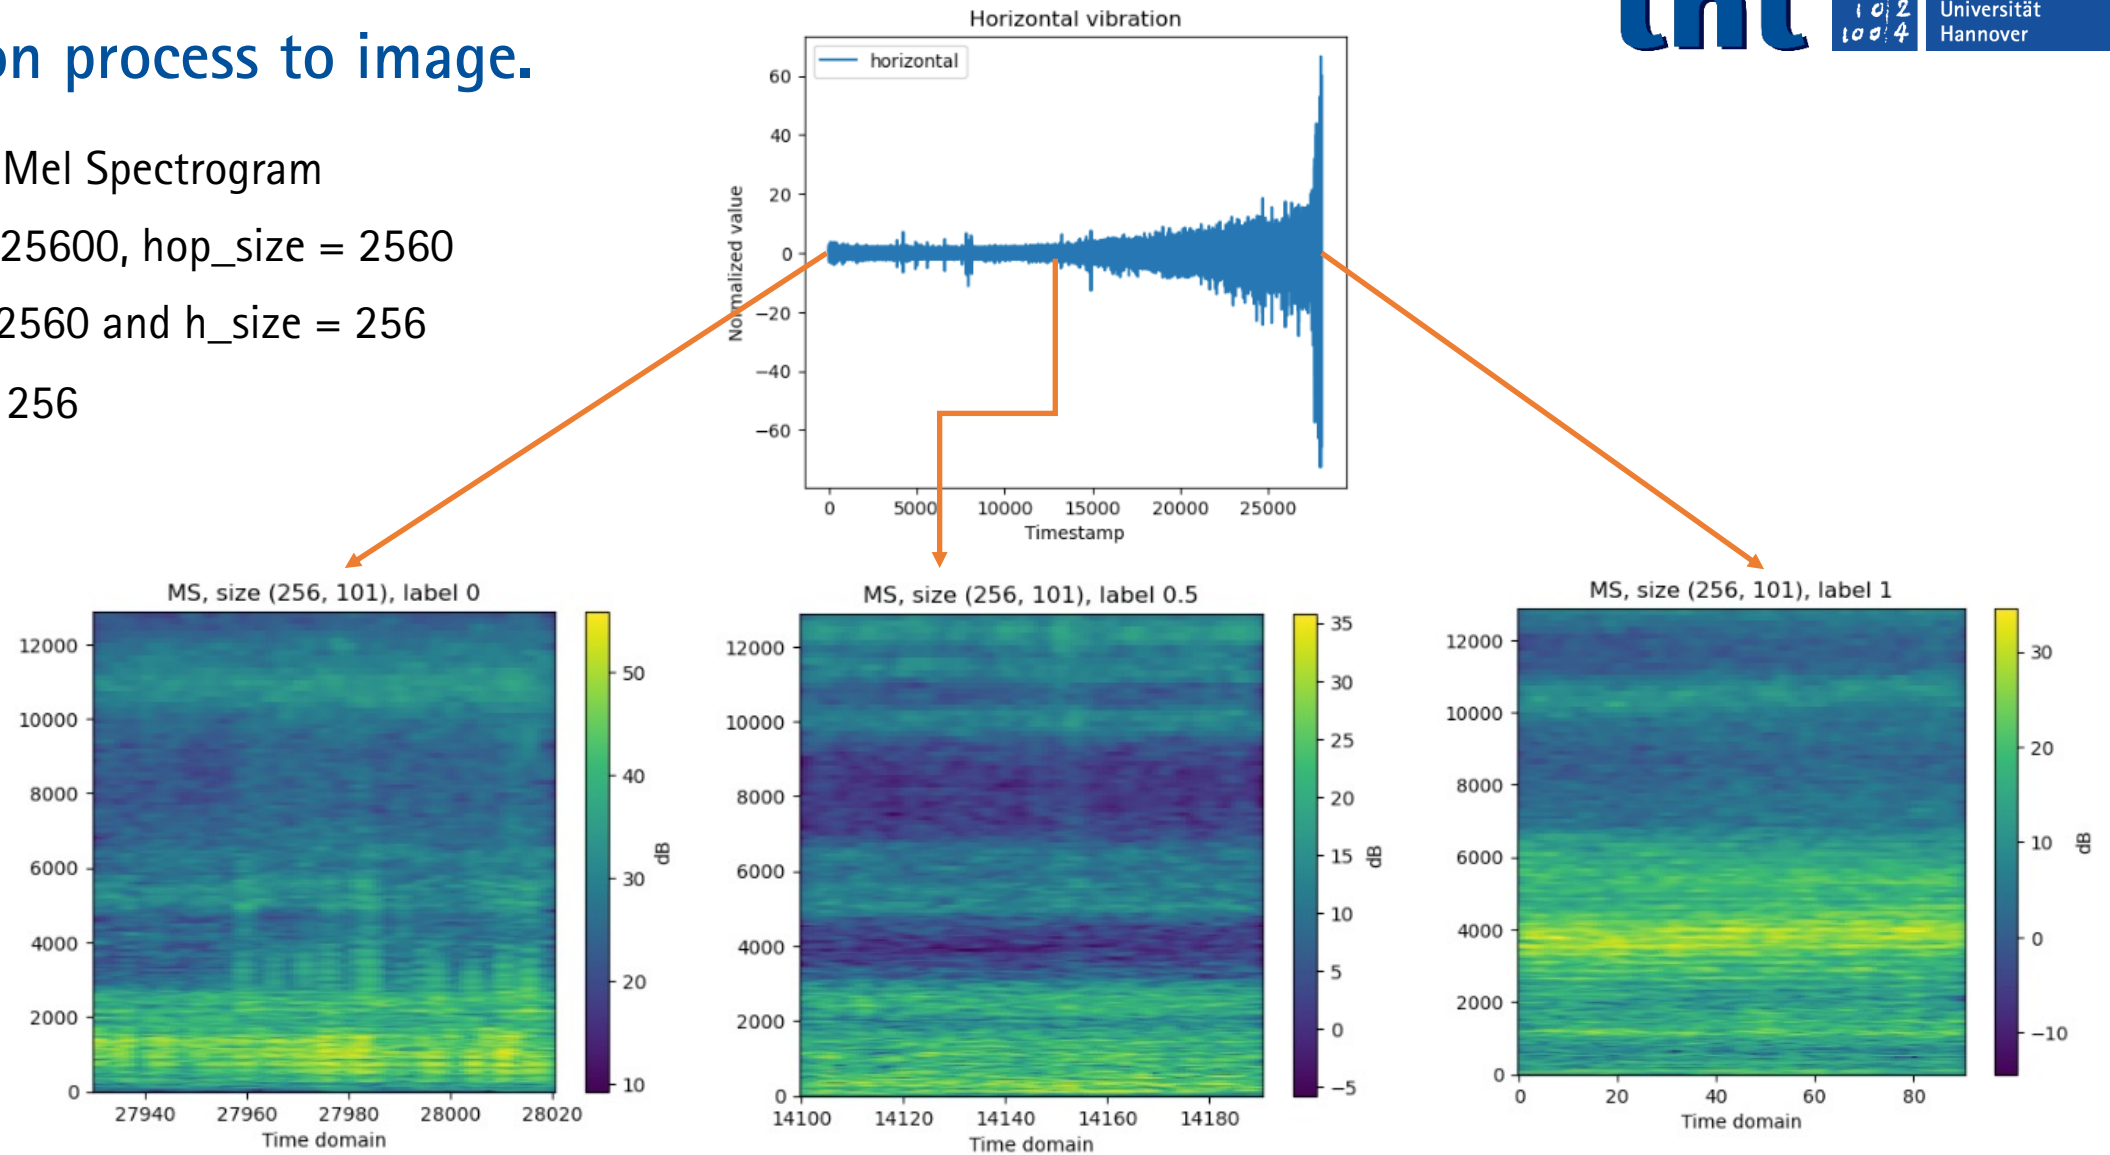 on process to image.
Mel Spectrogram
25600, hop_size = 2560
2560 and h_size = 256
256
Universität
Hannover
Horizontal vibration
horizontal
Normalized value
60
40
20
0
−20
−40
−60
0 5000 10000 15000 20000 25000
Timestamp
MS, size (256, 101), label 0
12000
10000
8000
6000
4000
2000
0
27940 27960 27980 28000 28020
Time domain
50
40
30
20
10
dB
MS, size (256, 101), label 0.5
12000
10000
8000
6000
4000
2000
0
14100 14120 14140 14160 14180
Time domain
35
30
25
20
15
10
5
0
−5
dB
MS, size (256, 101), label 1
12000
10000
8000
6000
4000
2000
0
0 20 40 60 80
Time domain
30
20
10
0
−10
dB